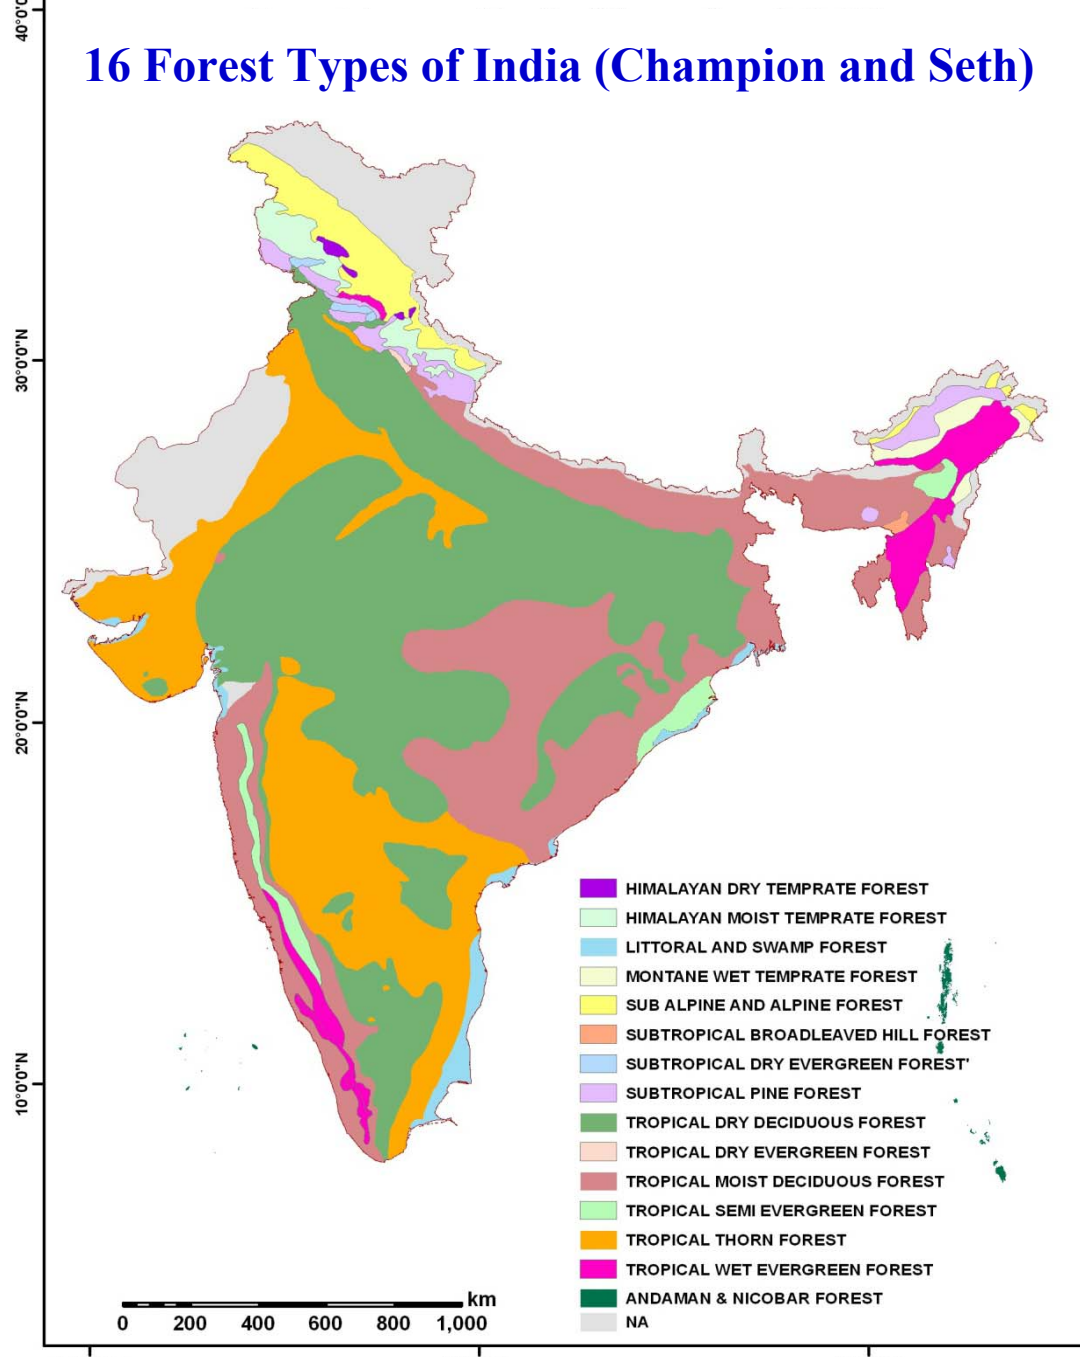 16 Forest Types of India (Champion and Seth)
40°0'0
30°0'0"N
20°0'0"N
10°0'0"N
HIMALAYAN DRY TEMPRATE FOREST
HIMALAYAN MOIST TEMPRATE FOREST
LITTORAL AND SWAMP FOREST
MONTANE WET TEMPRATE FOREST
SUB ALPINE AND ALPINE FOREST
SUBTROPICAL BROADLEAVED HILL FOREST
SUBTROPICAL DRY EVERGREEN FOREST'
SUBTROPICAL PINE FOREST
TROPICAL DRY DECIDUOUS FOREST
TROPICAL DRY EVERGREEN FOREST
TROPICAL MOIST DECIDUOUS FOREST
TROPICAL SEMI EVERGREEN FOREST
TROPICAL THORN FOREST
TROPICAL WET EVERGREEN FOREST
ANDAMAN & NICOBAR FOREST
NA
km
0 200 400 600 800 1,000